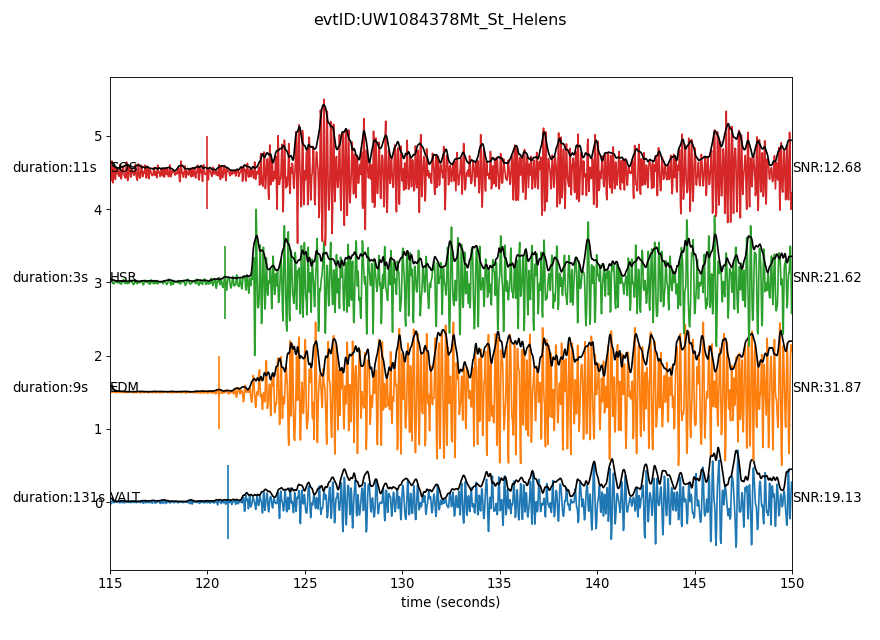 evtID:UW1084378Mt_St_Helens
5
duration:11s EOS SNR:12.68
4
duration:3s HSR SNR:21.62
3
2
duration:9s EDM SNR:31.87
1
duration:131s VALT SNR:19.13
0
115 120 125 130 135 140 145 150
time (seconds)